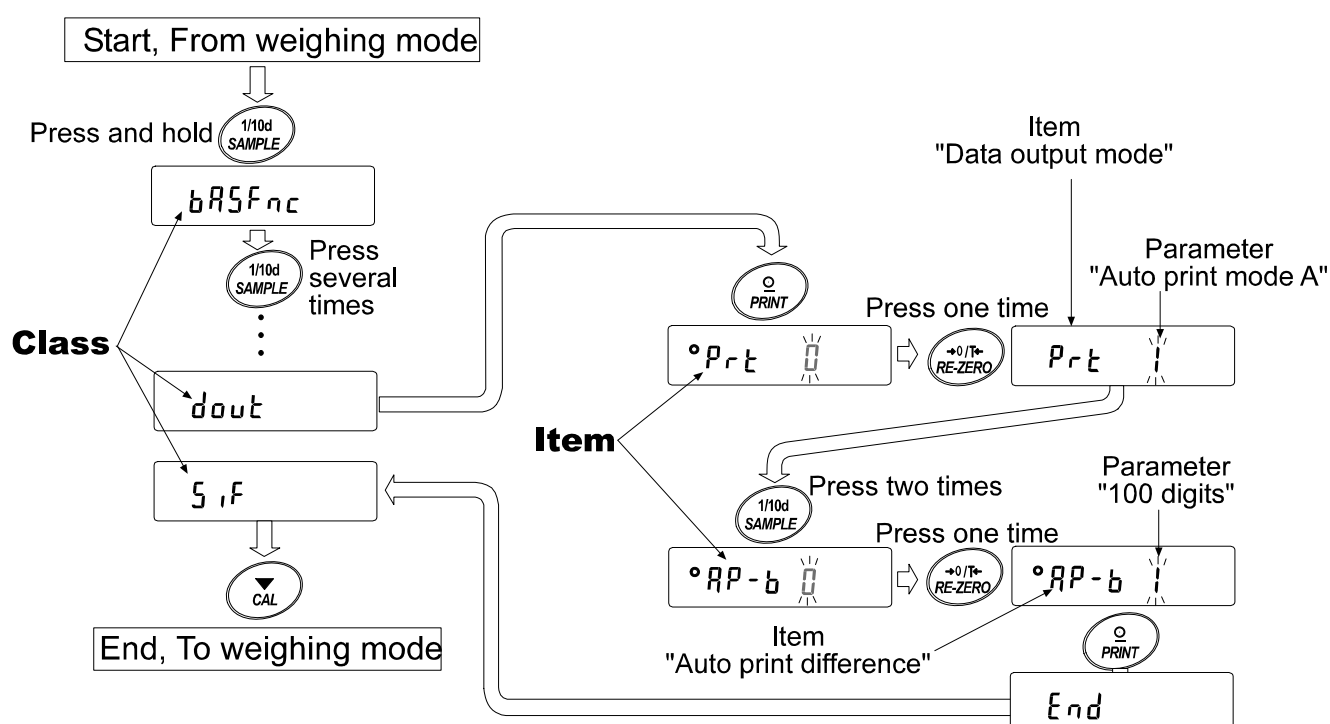 Start, From weighing mode
Press and hold
1/10d
SAMPLE
bASFnc
1/10d
SAMPLE
Press
several
times
Class
dout
SiF
CAL
End, To weighing mode
PRINT
Item
"Data output mode"
Parameter
"Auto print mode A"
Press one time
Prt 0
→0/T←
RE-ZERO
Prt 1
Item
1/10d
SAMPLE
Press two times
Parameter
"100 digits"
Press one time
AP-b 0
→0/T←
RE-ZERO
AP-b 1
Item
"Auto print difference"
PRINT
End